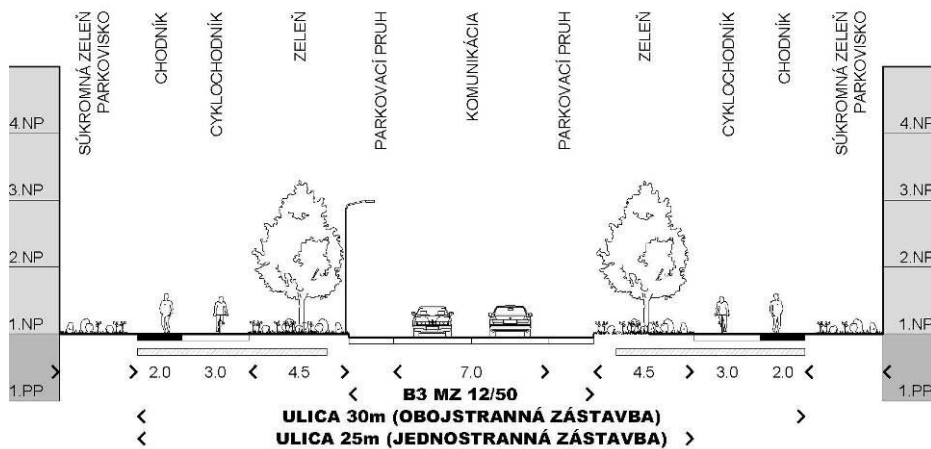 SÚKROMNÁ ZELEŇ
PARKOVISKO
CHODNÍK
CYKLOCHODNÍK
ZELEŇ
PARKOVACÍ PRUH
KOMUNIKÁCIA
PARKOVACÍ PRUH
ZELEŇ
CYKLOCHODNÍK
CHODNÍK
SÚKROMNÁ ZELEŇ
PARKOVISKO
4.NP 4.NP
3.NP 3.NP
2.NP 2.NP
1.NP 1.NP
2.0 3.0 4.5 7.0 4.5 3.0 2.0
1.PP B3 MZ 12/50 1.PP
ULICA 30m (OBOJSTRANNÁ ZÁSTAVBA)
ULICA 25m (JEDNOSTRANNÁ ZÁSTAVBA)